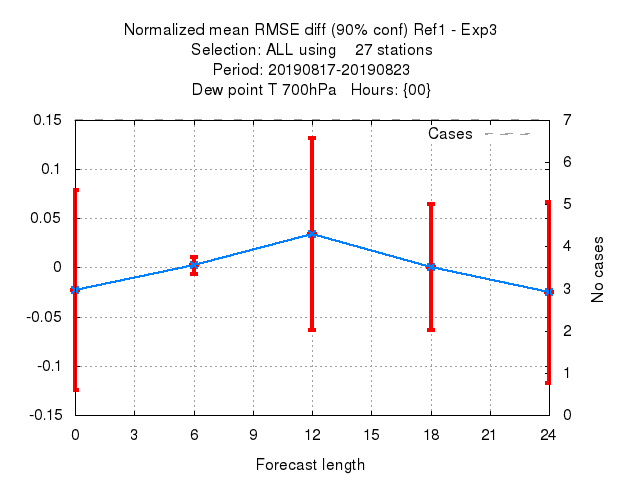 Normalized mean RMSE diff (90% conf) Ref1 - Exp3
Selection: ALL using    27 stations
Period: 20190817-20190823
Dew point T 700hPa   Hours: {00}
Cases
0.15
0.1
0.05
0
-0.05
-0.1
-0.15
7
6
5
4
3
2
1
0
No cases
0 3 6 9 12 15 18 21 24
Forecast length